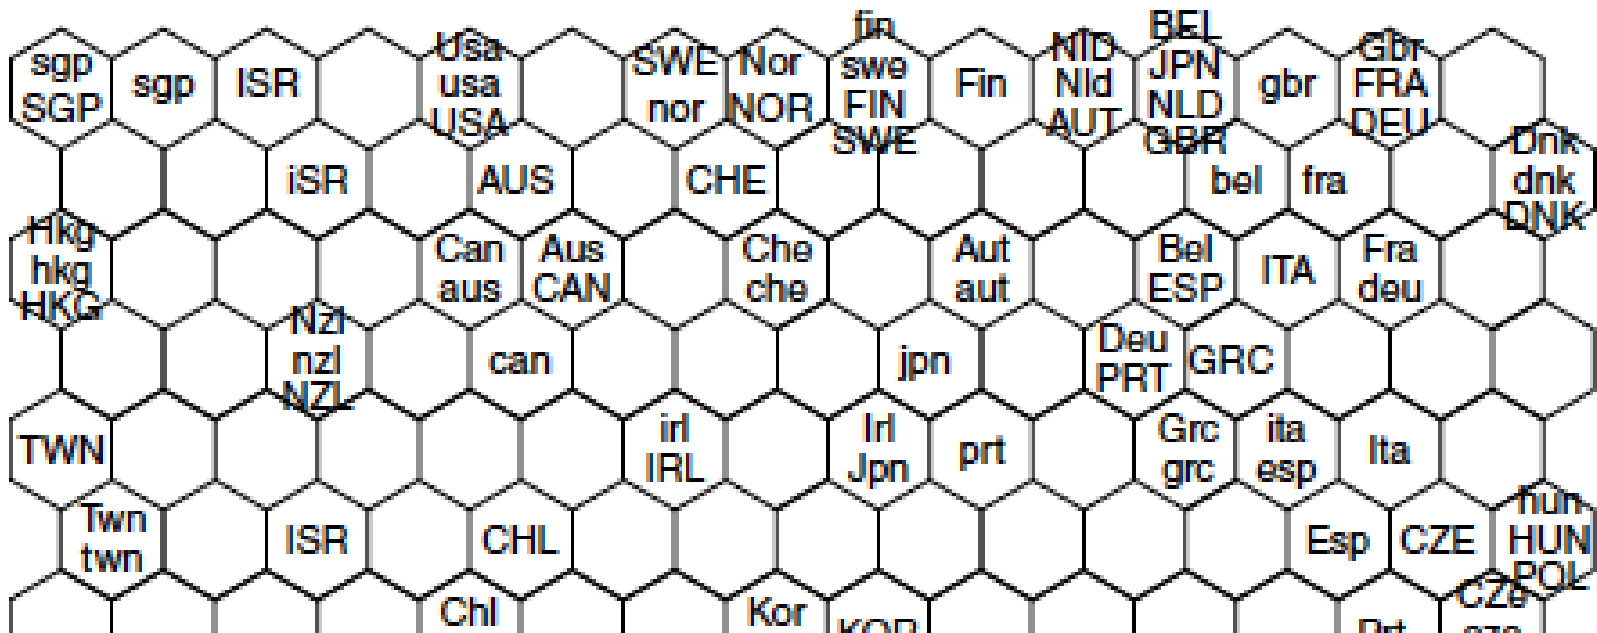 sgp
SGP
sgp
ISR
Usa
usa
USA
SWE
nor
Nor
NOR
fin
swe
FIN
SWE
Fin
NlD
Nld
AUT
BEL
JPN
NLD
GBR
gbr
Gbr
FRA
DEU
iSR
AUS
CHE
bel
fra
Dnk
dnk
DNK
Hkg
hkg
HKG
Can
aus
Aus
CAN
Che
che
Aut
aut
Bel
ESP
ITA
Fra
deu
Nzl
nzl
NZL
can
jpn
Deu
PRT
GRC
TWN
irl
IRL
Irl
Jpn
prt
Grc
grc
ita
esp
Ita
Twn
twn
ISR
CHL
Esp
CZE
hun
HUN
POL
Chl
Kor
KOR
CZe
Prt
cze